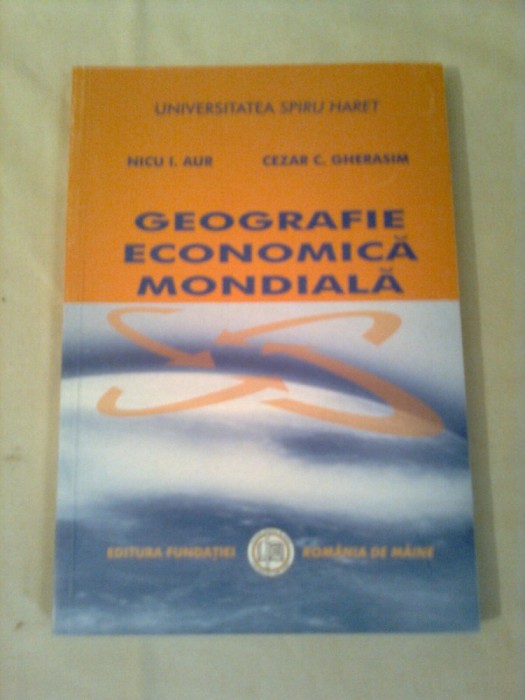 UNIVERSITATEA SPIRU HARET
NICU I. AUR CEZAR C. GHERASIM
GEOGRAFIE
ECONOMICĂ
MONDIALĂ
EDITURA FUNDAȚIEI ROMÂNIA DE MÂINE